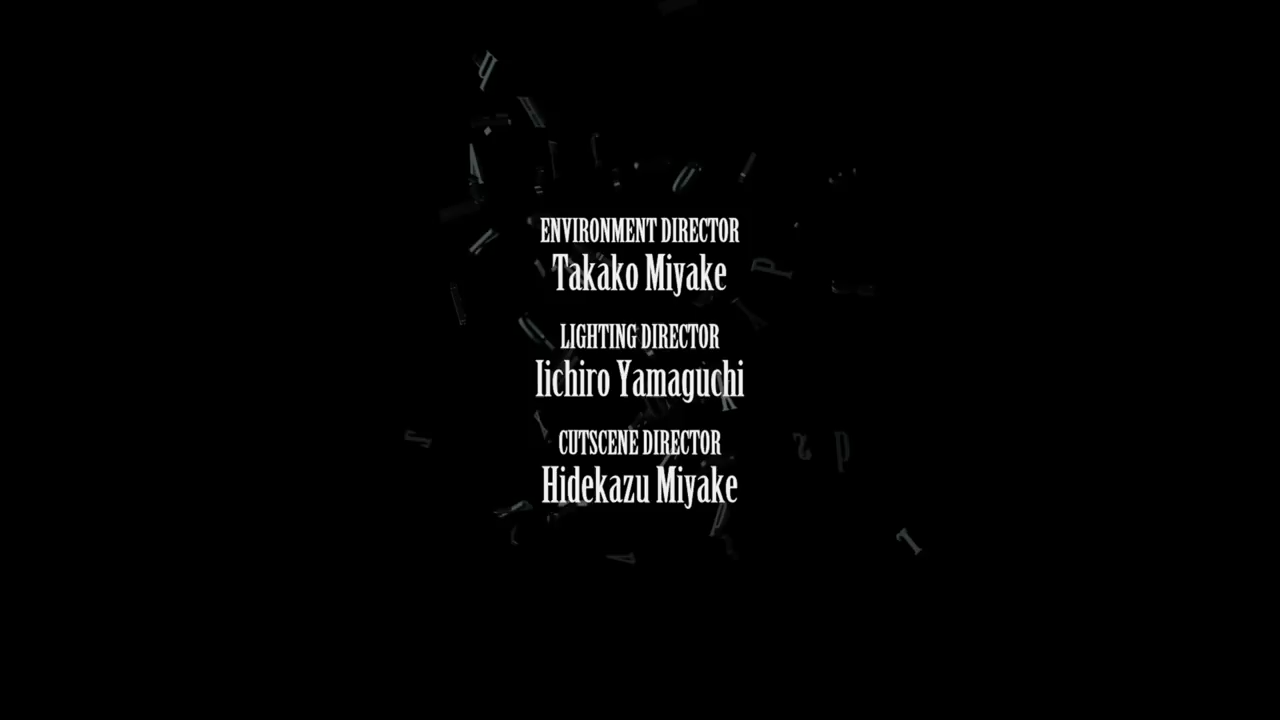 ENVIRONMENT DIRECTOR
Takako Miyake
LIGHTING DIRECTOR
Iichiro Yamaguchi
CUTSCENE DIRECTOR
Hidekazu Miyake